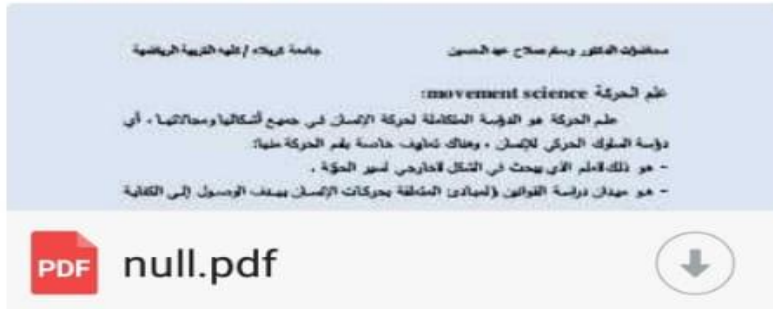 محاضرات الدكتور وسام صلاح عبد الحسين جامعة كربلاء / كلية التربية الرياضية
علم الحركة movement science:
علم الحركة هو الدراسة المتكاملة لحركة الإنسان في جميع أشكالها ومجالاتها ، أي
دراسة السلوك الحركي للإنسان ، وهناك تعاريف خاصة بعلم الحركة منها:
- هو ذلك العلم الذي يبحث في الشكل الخارجي لسير الحركة .
- هو ميدان دراسة القوانين والمبادئ المتعلقة بحركات الإنسان بهدف الوصول إلى الكفاية
PDF null.pdf